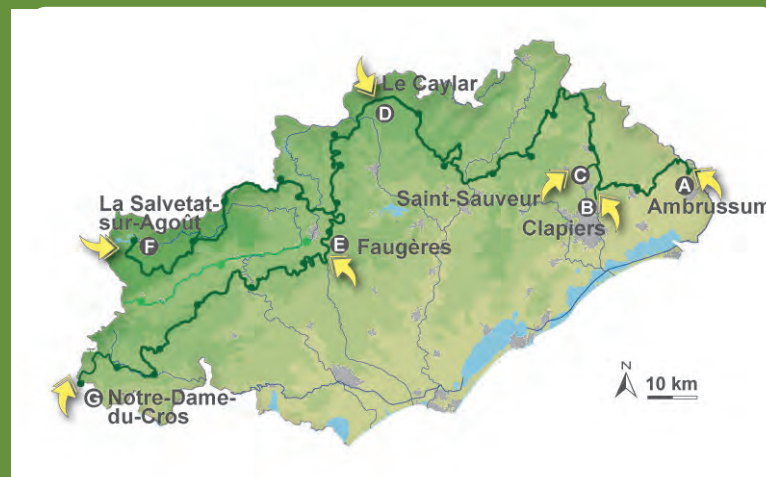 Le Caylar
D
C
A
Saint-Sauveur
B
Ambrussum
Clapiers
La Salvetat-
sur-Agoût
F
E
Faugères
N
10 km
G Notre-Dame-
du-Cros